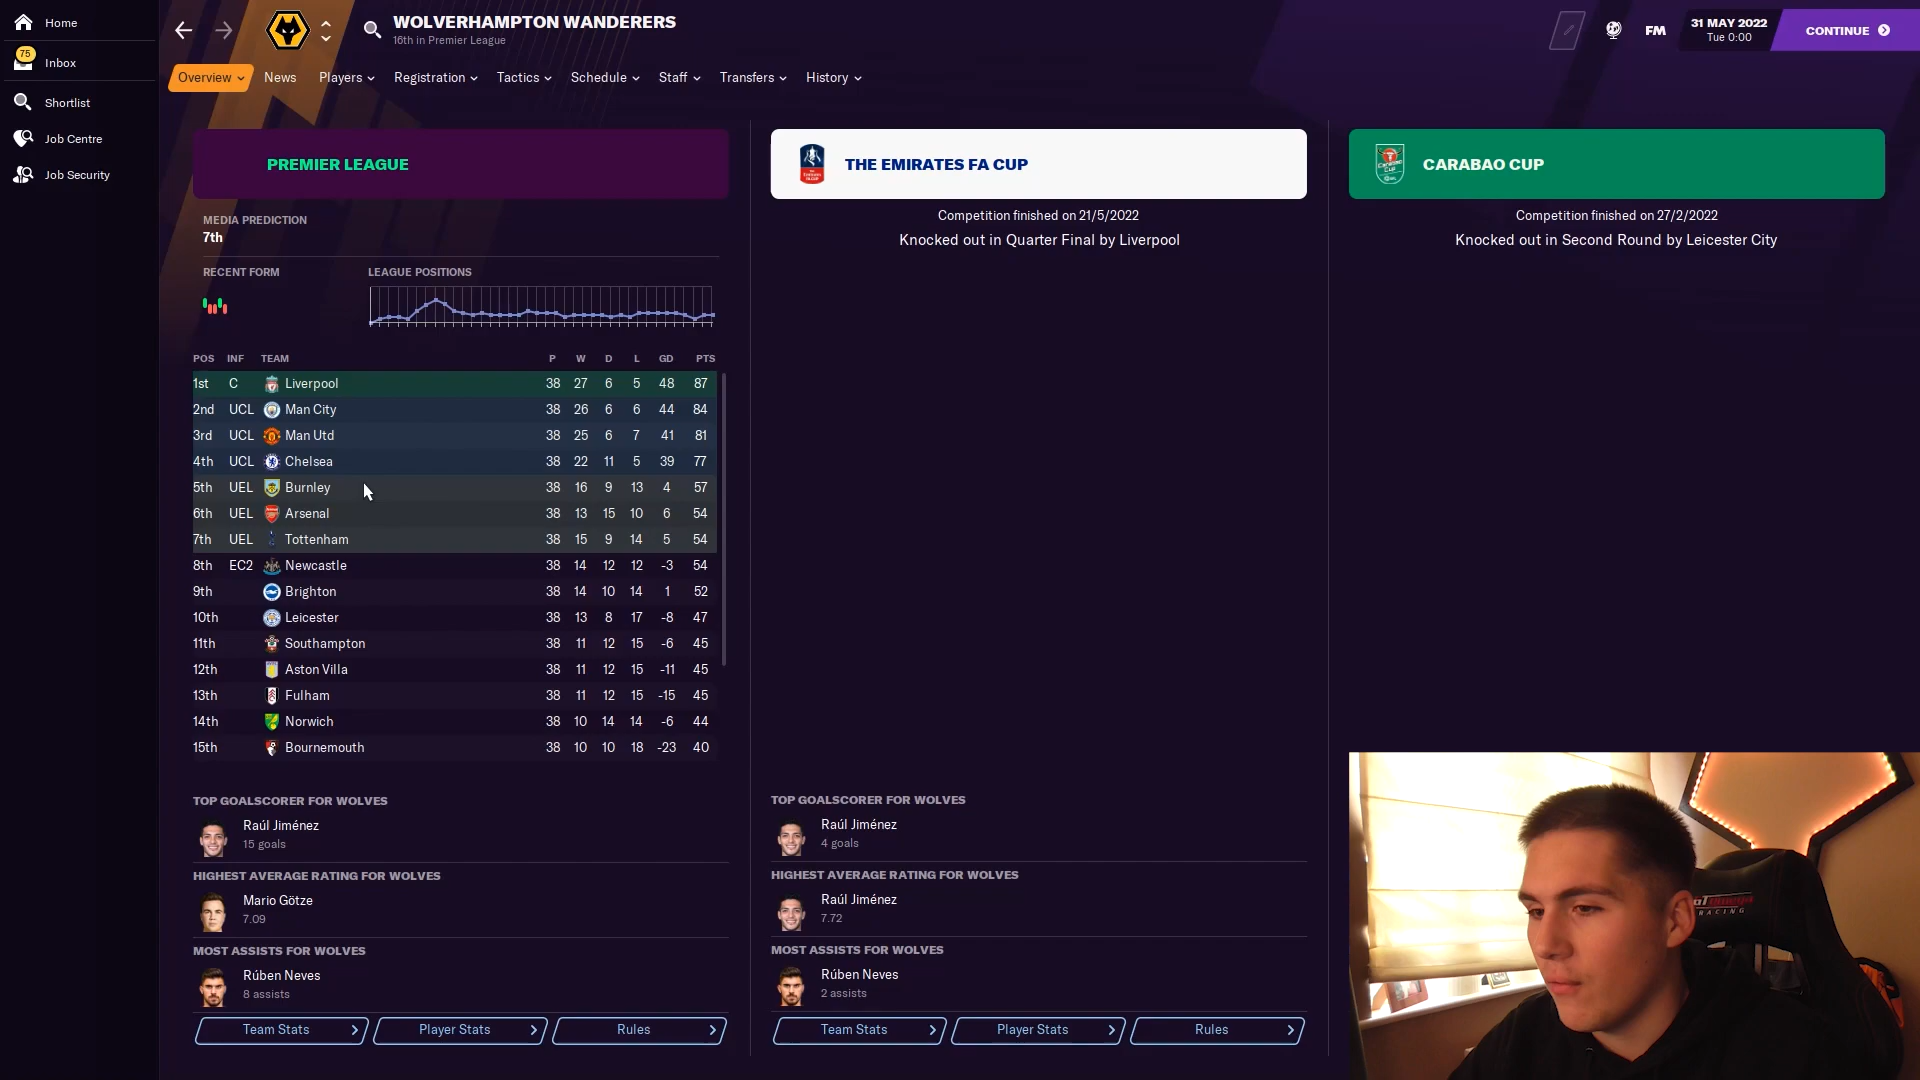 Home
75
Inbox
Shortlist
Job Centre
Job Security
WOLVERHAMPTON WANDERERS
16th in Premier League
FM
31 MAY 2022
Tue 0:00
CONTINUE
Overview News Players Registration Tactics Schedule Staff Transfers History
PREMIER LEAGUE
MEDIA PREDICTION
7th
RECENT FORM LEAGUE POSITIONS
POS INF TEAM P W D L GD PTS
1st C Liverpool 38 27 6 5 48 87
2nd UCL Man City 38 26 6 6 44 84
3rd UCL Man Utd 38 25 6 7 41 81
4th UCL Chelsea 38 22 11 5 39 77
5th UEL Burnley 38 16 9 13 4 57
6th UEL Arsenal 38 13 15 10 6 54
7th UEL Tottenham 38 15 9 14 5 54
8th EC2 Newcastle 38 14 12 12 -3 54
9th Brighton 38 14 10 14 1 52
10th Leicester 38 13 8 17 -8 47
11th Southampton 38 11 12 15 -6 45
12th Aston Villa 38 11 12 15 -11 45
13th Fulham 38 11 12 15 -15 45
14th Norwich 38 10 14 14 -6 44
15th Bournemouth 38 10 10 18 -23 40
TOP GOALSCORER FOR WOLVES
Raúl Jiménez
15 goals
HIGHEST AVERAGE RATING FOR WOLVES
Mario Götze
7.09
MOST ASSISTS FOR WOLVES
Rúben Neves
8 assists
Team Stats Player Stats Rules
THE EMIRATES FA CUP
Competition finished on 21/5/2022
Knocked out in Quarter Final by Liverpool
TOP GOALSCORER FOR WOLVES
Raúl Jiménez
4 goals
HIGHEST AVERAGE RATING FOR WOLVES
Raúl Jiménez
7.72
MOST ASSISTS FOR WOLVES
Rúben Neves
2 assists
Team Stats Player Stats Rules
CARABAO CUP
Competition finished on 27/2/2022
Knocked out in Second Round by Leicester City
RACING